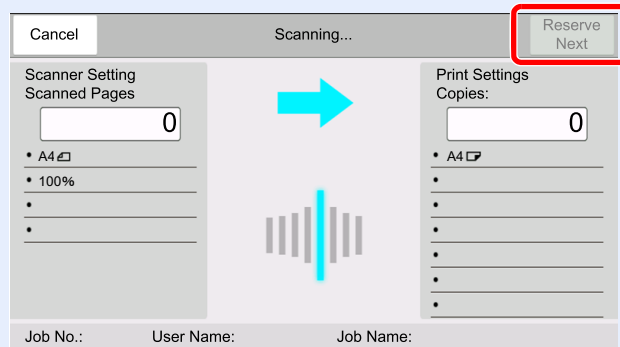 Cancel
Scanning...
Reserve
Next
Scanner Setting
Scanned Pages
0
• A4
• 100%
•
•
Print Settings
Copies:
0
• A4
•
•
•
•
•
•
Job No.:
User Name:
Job Name: